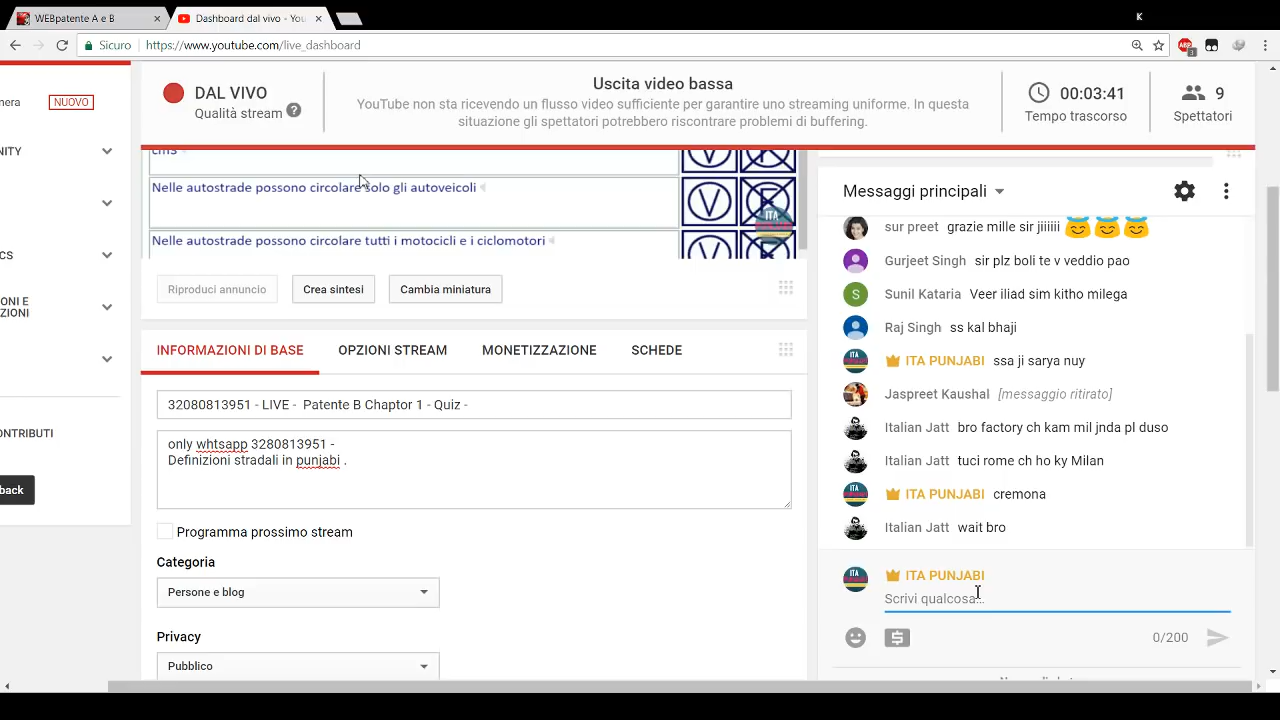 WEBpatente A e B
Dashboard dal vivo - You
K
Sicuro
https://www.youtube.com/live_dashboard
3
mera NUOVO
DAL VIVO
Qualità stream
Uscita video bassa
YouTube non sta ricevendo un flusso video sufficiente per garantire uno streaming uniforme. In questa
situazione gli spettatori potrebbero riscontrare problemi di buffering.
00:03:41
Tempo trascorso
9
Spettatori
NITY
CS
ONI E
ZIONI
ONTRIBUTI
back
cms
Nelle autostrade possono circolare solo gli autoveicoli
V F
ITA
Nelle autostrade possono circolare tutti i motocicli e i ciclomotori
V F
Riproduci annuncio
Crea sintesi
Cambia miniatura
INFORMAZIONI DI BASE
OPZIONI STREAM
MONETIZZAZIONE
SCHEDE
32080813951 - LIVE - Patente B Chaptor 1 - Quiz -
only whtsapp 3280813951 -
Definizioni stradali in punjabi .
Programma prossimo stream
Categoria
Persone e blog
Privacy
Pubblico
Messaggi principali
sur preet grazie mille sir jiiiiii
Gurjeet Singh sir plz boli te v veddio pao
S
Sunil Kataria Veer iliad sim kitho milega
Raj Singh ss kal bhaji
ITA PUNJABI ssa ji sarya nuy
Jaspreet Kaushal [messaggio ritirato]
Italian Jatt bro factory ch kam mil jnda pl duso
Italian Jatt tuci rome ch ho ky Milan
ITA PUNJABI cremona
Italian Jatt wait bro
ITA PUNJABI
Scrivi qualcosa...
0/200